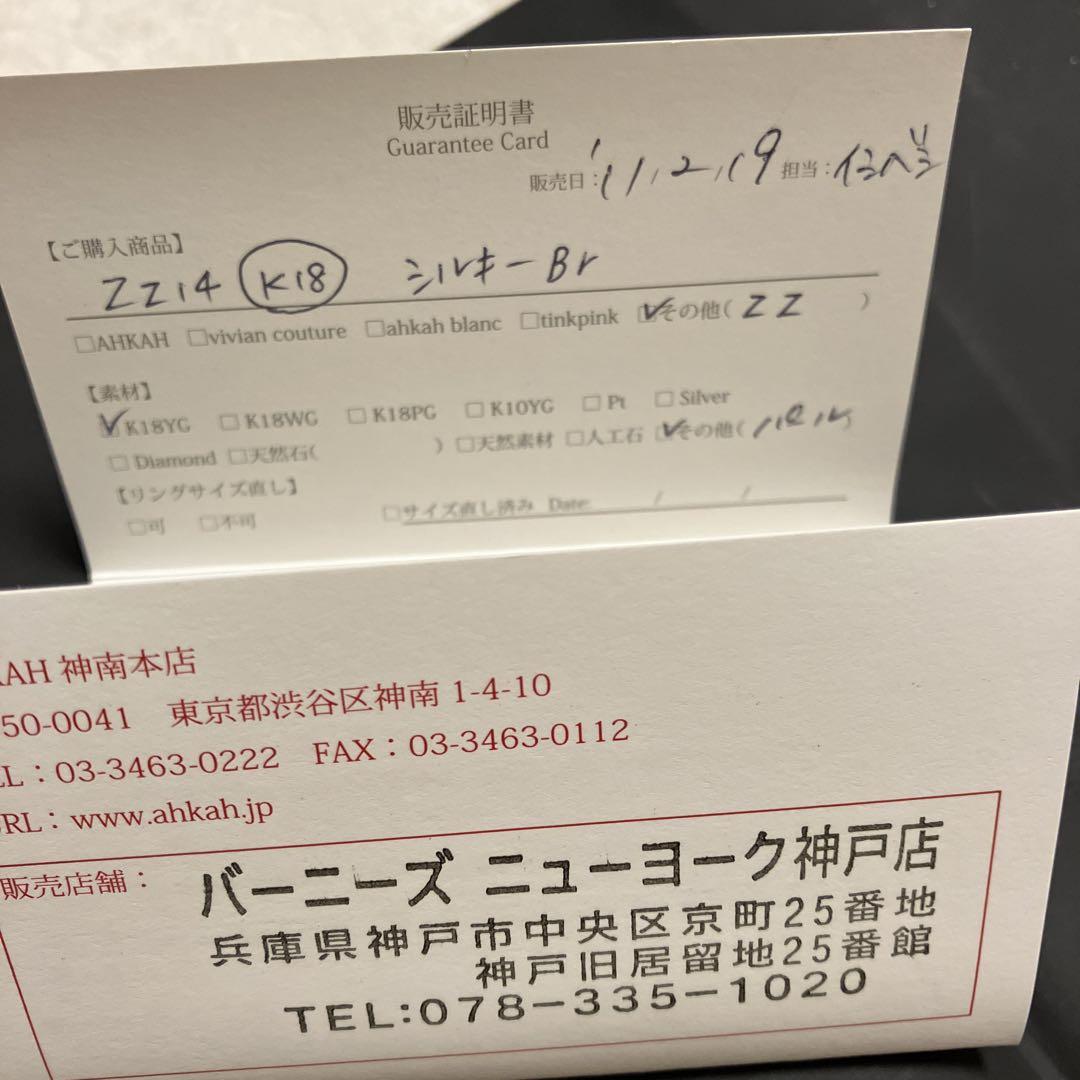 販売証明書
Guarantee Card
販売日:'11,2,19 担当:
【ご購入商品】
ZZ14 K18 シルキーBr
□AHKAH □vivian couture □ahkah blanc □tinkpink ☑その他( ZZ )
【素材】
☑K18YG □K18WG □K18PG □K10YG □Pt □Silver
□Diamond □天然石( ) □天然素材 □人工石 ☑その他( パール
【リングサイズ直し】
□可 □不可 □サイズ直し済み Date: / /
KAH 神南本店
50-0041 東京都渋谷区神南 1-4-10
EL:03-3463-0222 FAX:03-3463-0112
URL:www.ahkah.jp
販売店舗:
バーニーズ ニューヨーク神戸店
兵庫県神戸市中央区京町25番地
神戸旧居留地25番館
TEL:078-335-1020